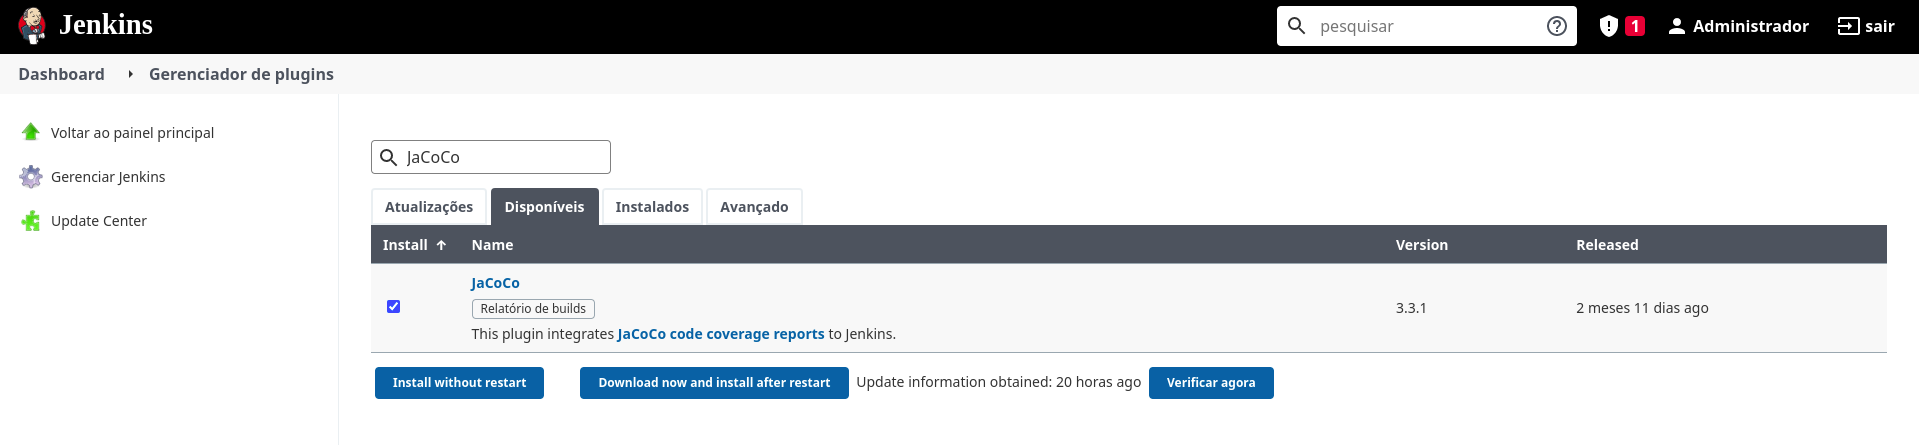 Jenkins
pesquisar
1
Administrador
sair
Dashboard
Gerenciador de plugins
Voltar ao painel principal
Gerenciar Jenkins
Update Center
JaCoCo
Atualizações Disponíveis Instalados Avançado
Install ↑ Name Version Released
JaCoCo
Relatório de builds
3.3.1
2 meses 11 dias ago
This plugin integrates JaCoCo code coverage reports to Jenkins.
Install without restart Download now and install after restart Update information obtained: 20 horas ago Verificar agora